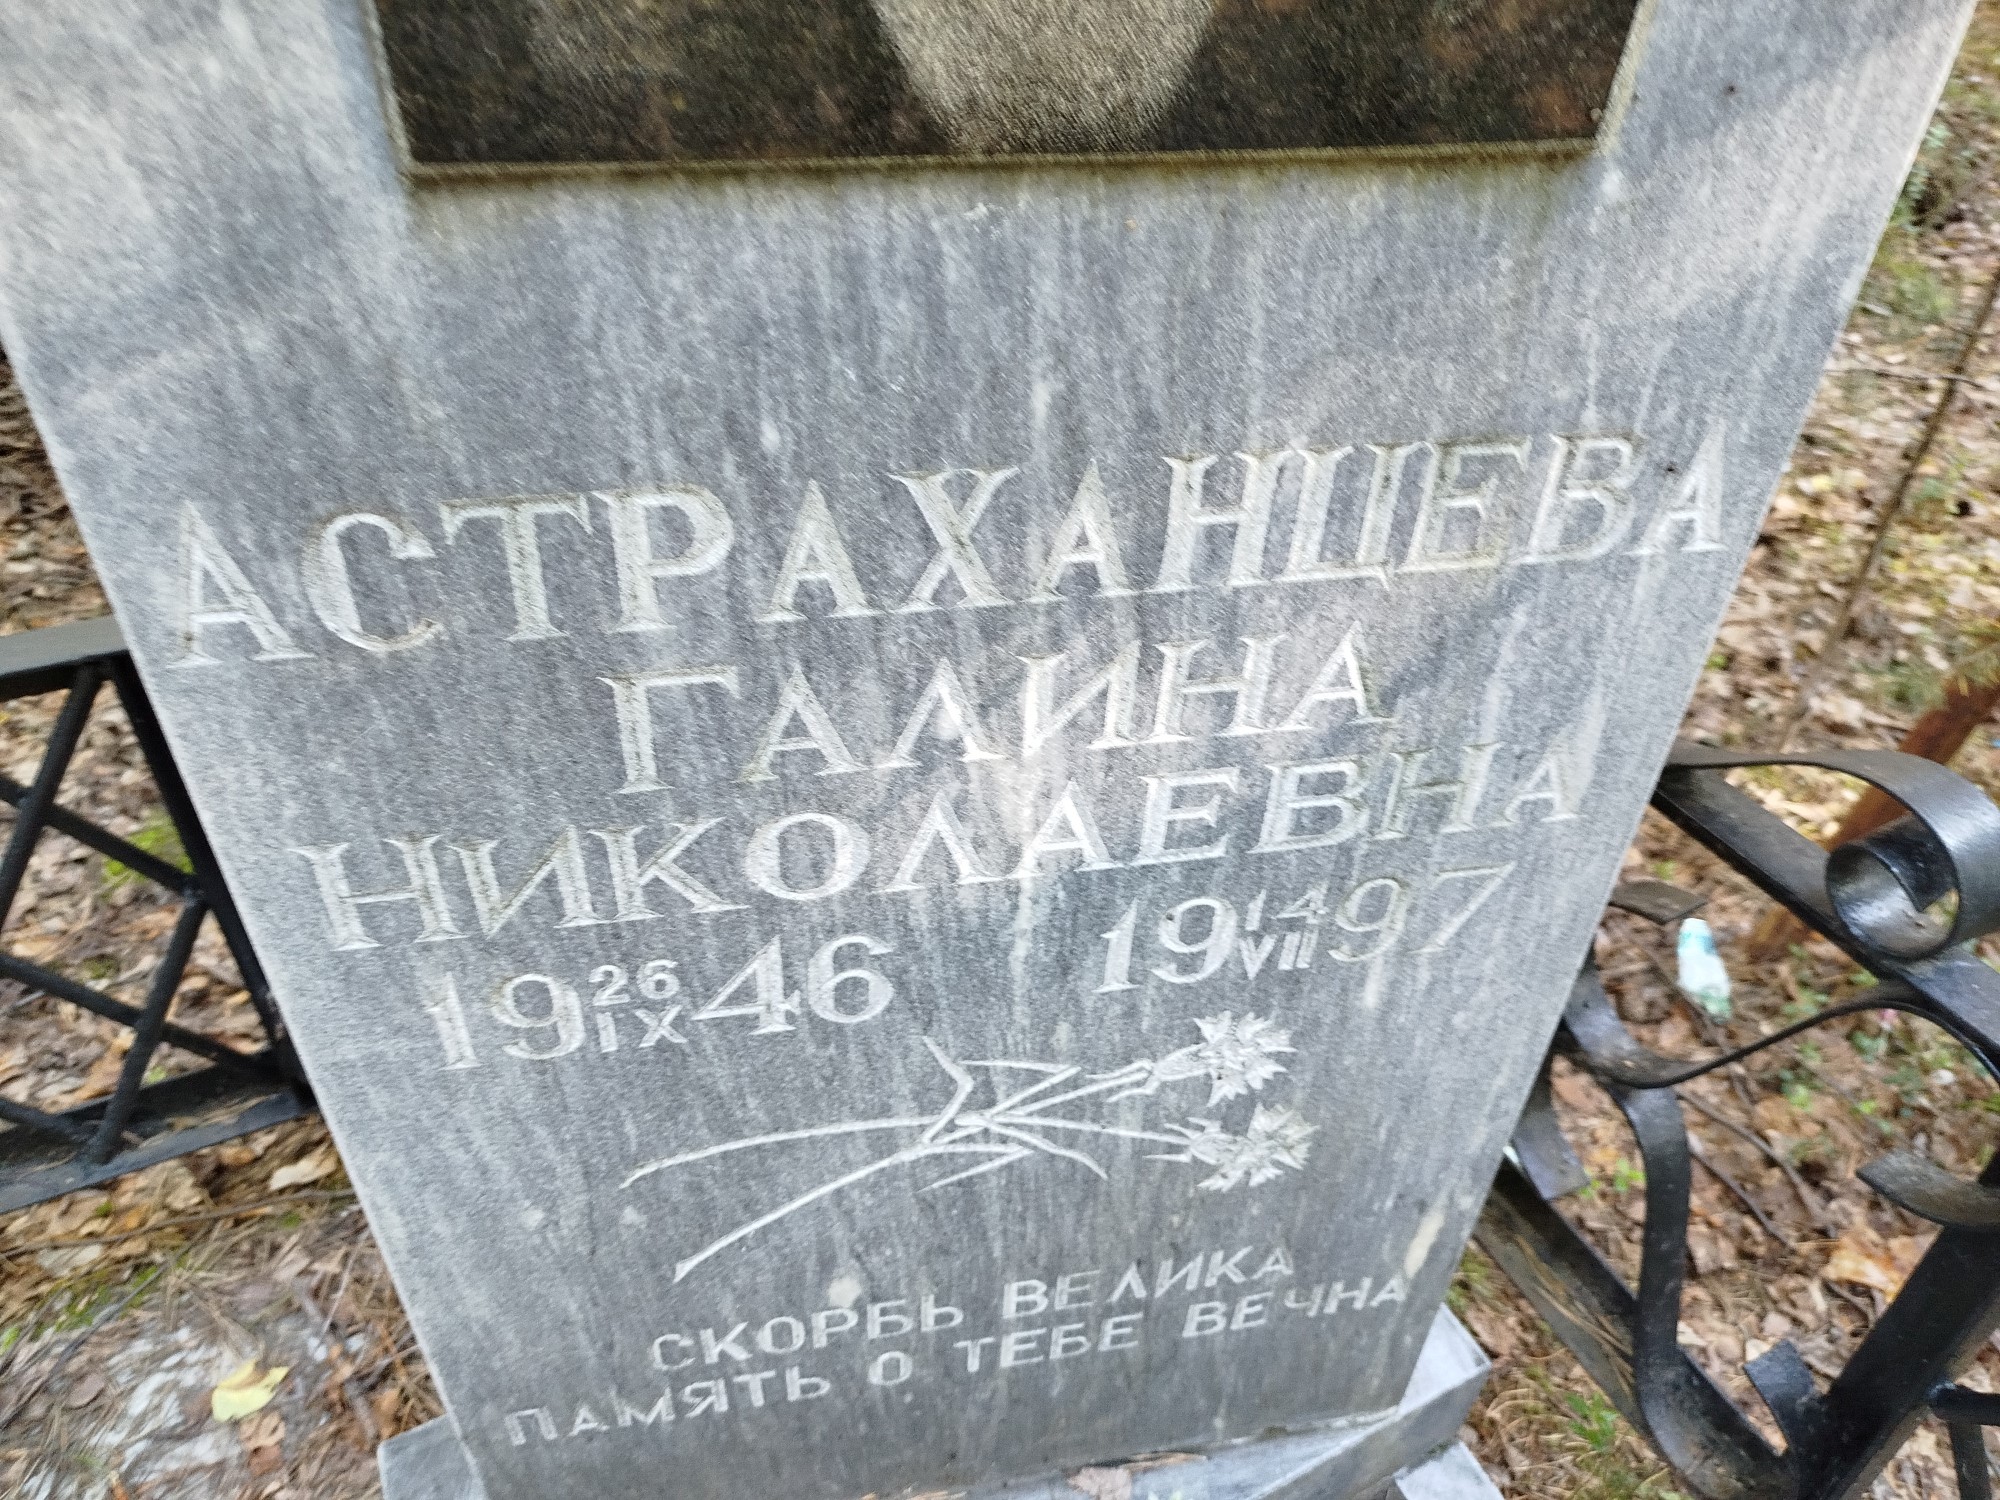 АСТРАХАНЦЕВА
ГАЛИНА
НИКОЛАЕВНА
19 26/IX 46 19 14/VII 97
СКОРБЬ ВЕЛИКА
ПАМЯТЬ О ТЕБЕ ВЕЧНА